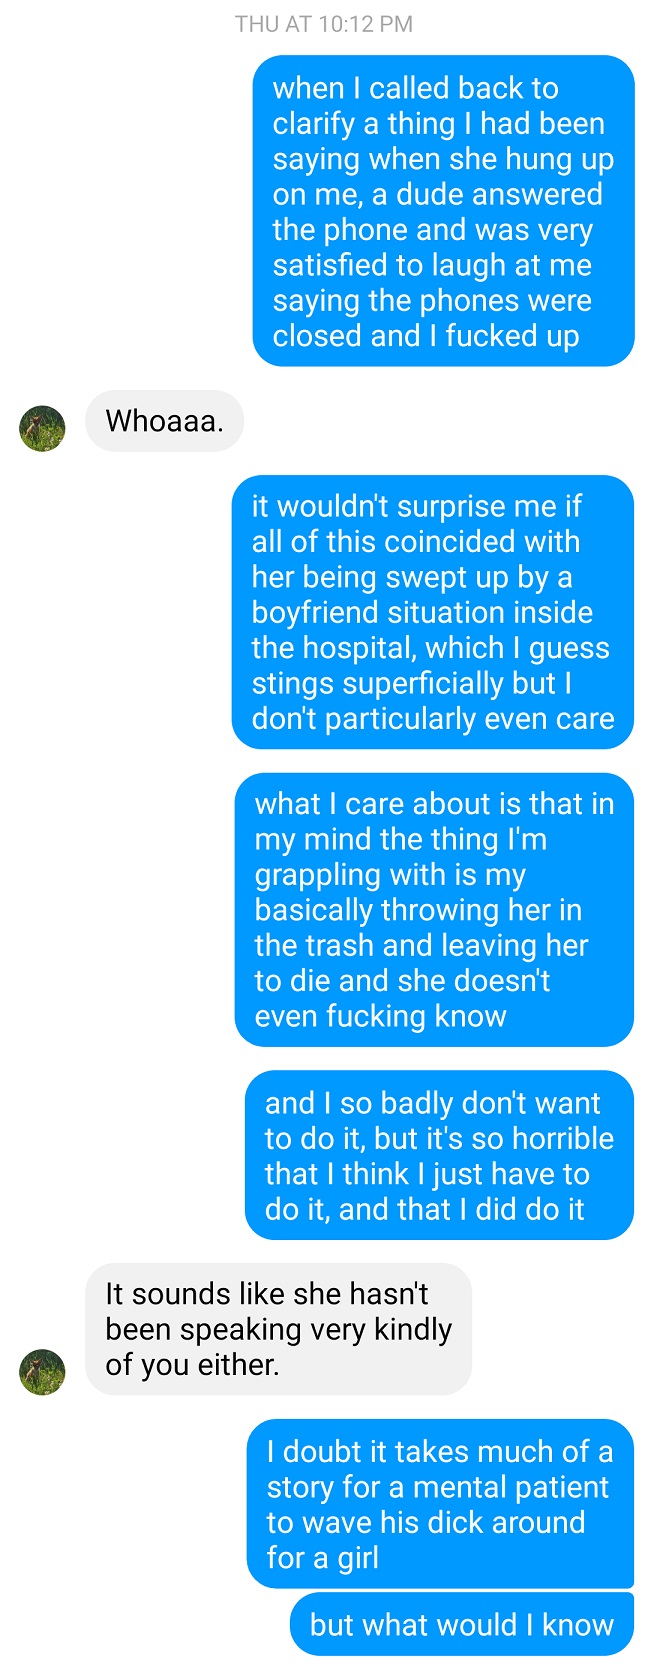 THU AT 10:12 PM
when I called back to
clarify a thing I had been
saying when she hung up
on me, a dude answered
the phone and was very
satisfied to laugh at me
saying the phones were
closed and I fucked up
Whoaaa.
it wouldn't surprise me if
all of this coincided with
her being swept up by a
boyfriend situation inside
the hospital, which I guess
stings superficially but I
don't particularly even care
what I care about is that in
my mind the thing I'm
grappling with is my
basically throwing her in
the trash and leaving her
to die and she doesn't
even fucking know
and I so badly don't want
to do it, but it's so horrible
that I think I just have to
do it, and that I did do it
It sounds like she hasn't
been speaking very kindly
of you either.
I doubt it takes much of a
story for a mental patient
to wave his dick around
for a girl
but what would I know